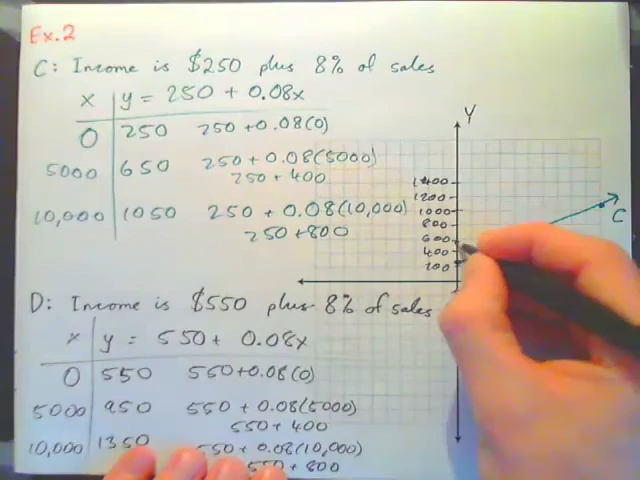 Ex.2
C: Income is $250 plus 8% of sales
x y = 250 + 0.08x
0 250 250+0.08(0)
5000 650 250+0.08(5000)
250+400
10,000 1050 250+0.08(10,000)
250+800
D: Income is $550 plus 8% of sales
x y = 550+ 0.08x
0 550 550+0.08(0)
5000 950 550 + 0.08(5000)
550+400
10,000 1350 550+0.08(10,000)
550+800
Y
1400
1200
1000
800
600
400
200
C